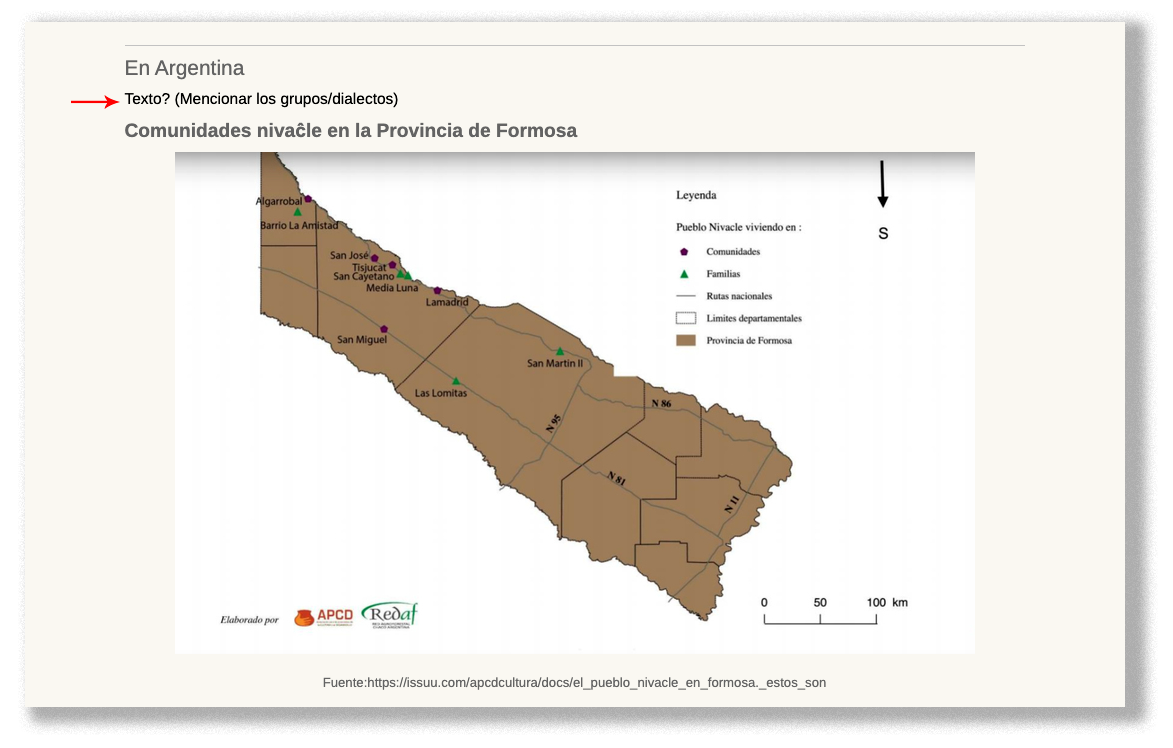 En Argentina
Texto? (Mencionar los grupos/dialectos)
Comunidades nivaĉle en la Provincia de Formosa
Algarrobal
Barrio La Amistad
San José
Tisjucat
San Cayetano
Media Luna
Lamadrid
San Miguel
San Martin II
Las Lomitas
N 95
N 86
N 81
N 11
Leyenda
Pueblo Nivacle viviendo en :
Comunidades
Familias
Rutas nacionales
Limites departamentales
Provincia de Formosa
S
0 50 100 km
Elaborado por
APCD
Redaf
Fuente:https://issuu.com/apcdcultura/docs/el_pueblo_nivacle_en_formosa._estos_son